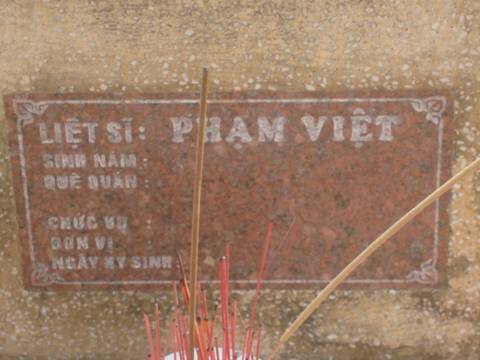 LIỆT SĨ: PHẠM VIỆT
SINH NĂM :
QUÊ QUÁN :
CHỨC VỤ :
ĐƠN VỊ :
NGÀY HY SINH :